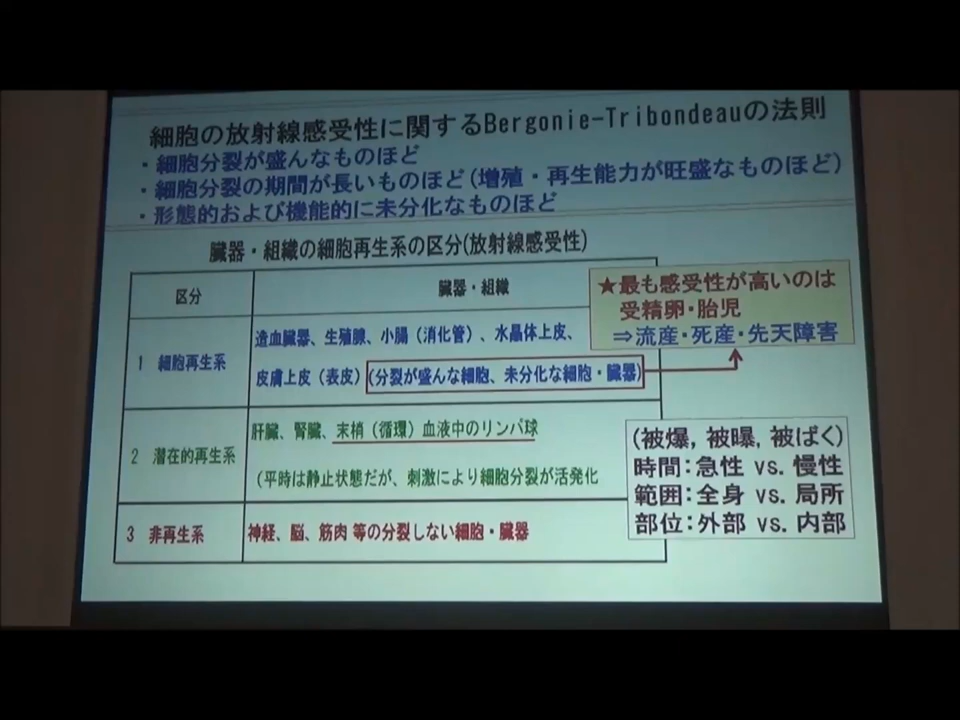 細胞の放射線感受性に関するBergonie-Tribondeauの法則
・細胞分裂が盛んなものほど
・細胞分裂の期間が長いものほど(増殖・再生能力が旺盛なものほど)
・形態的および機能的に未分化なものほど
臓器・組織の細胞再生系の区分(放射線感受性)
区分
臓器・組織
1 細胞再生系
造血臓器、生殖腺、小腸(消化管)、水晶体上皮、
皮膚上皮(表皮)(分裂が盛んな細胞、未分化な細胞・臓器)
2 潜在的再生系
肝臓、腎臓、末梢(循環)血液中のリンパ球
(平時は静止状態だが、刺激により細胞分裂が活発化
3 非再生系
神経、脳、筋肉 等の分裂しない細胞・臓器
★最も感受性が高いのは
受精卵・胎児
⇒流産・死産・先天障害
(被爆,被曝,被ばく)
時間:急性 vs. 慢性
範囲:全身 vs. 局所
部位:外部 vs. 内部